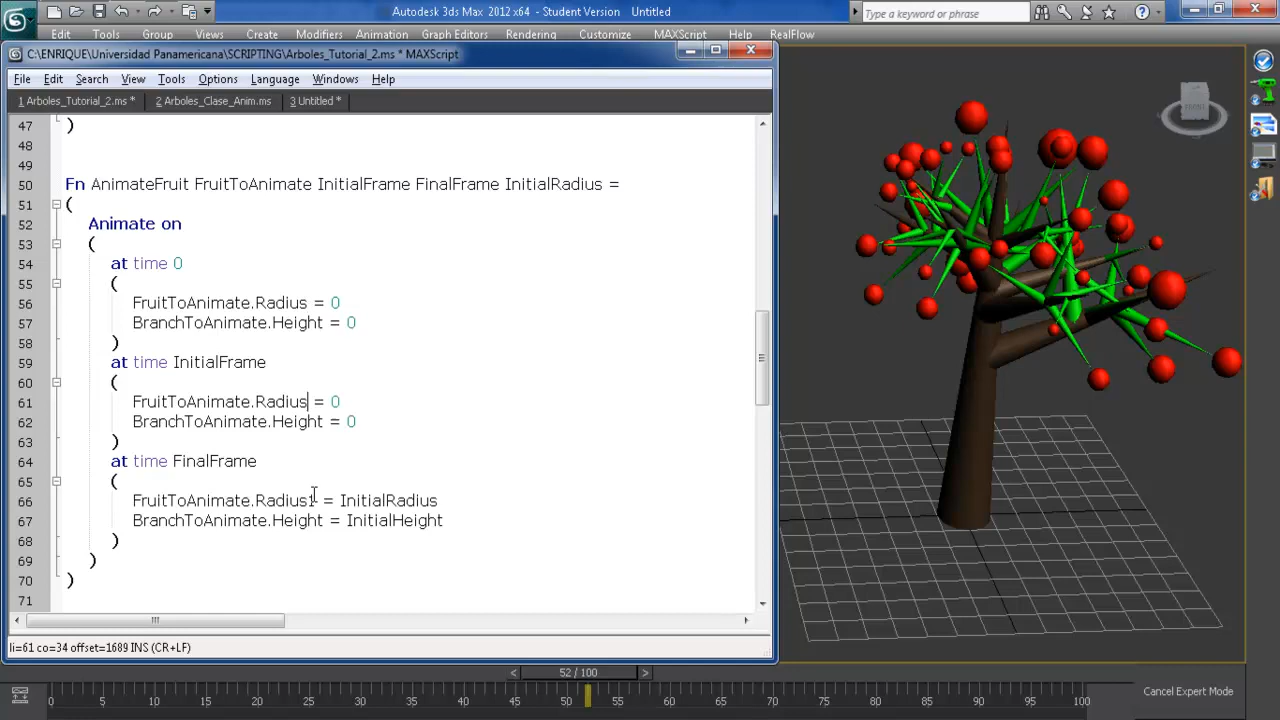 Autodesk 3ds Max 2012 x64 - Student Version Untitled
Type a keyword or phrase
Edit Tools Group Views Create Modifiers Animation Graph Editors Rendering Customize MAXScript Help RealFlow
C:\ENRIQUE\Universidad Panamericana\SCRIPTING\Arboles_Tutorial_2.ms * MAXScript
File Edit Search View Tools Options Language Windows Help
1 Arboles_Tutorial_2.ms * 2 Arboles_Clase_Anim.ms 3 Untitled *
47 )
48
49
50 Fn AnimateFruit FruitToAnimate InitialFrame FinalFrame InitialRadius =
51 (
52 Animate on
53 (
54 at time 0
55 (
56 FruitToAnimate.Radius = 0
57 BranchToAnimate.Height = 0
58 )
59 at time InitialFrame
60 (
61 FruitToAnimate.Radius = 0
62 BranchToAnimate.Height = 0
63 )
64 at time FinalFrame
65 (
66 FruitToAnimate.Radius1 = InitialRadius
67 BranchToAnimate.Height = InitialHeight
68 )
69 )
70 )
71
li=61 co=34 offset=1689 INS (CR+LF)
FRONT
< 52 / 100 >
0 5 10 15 20 25 30 35 40 45 50 55 60 65 70 75 80 85 90 95 100
Cancel Expert Mode